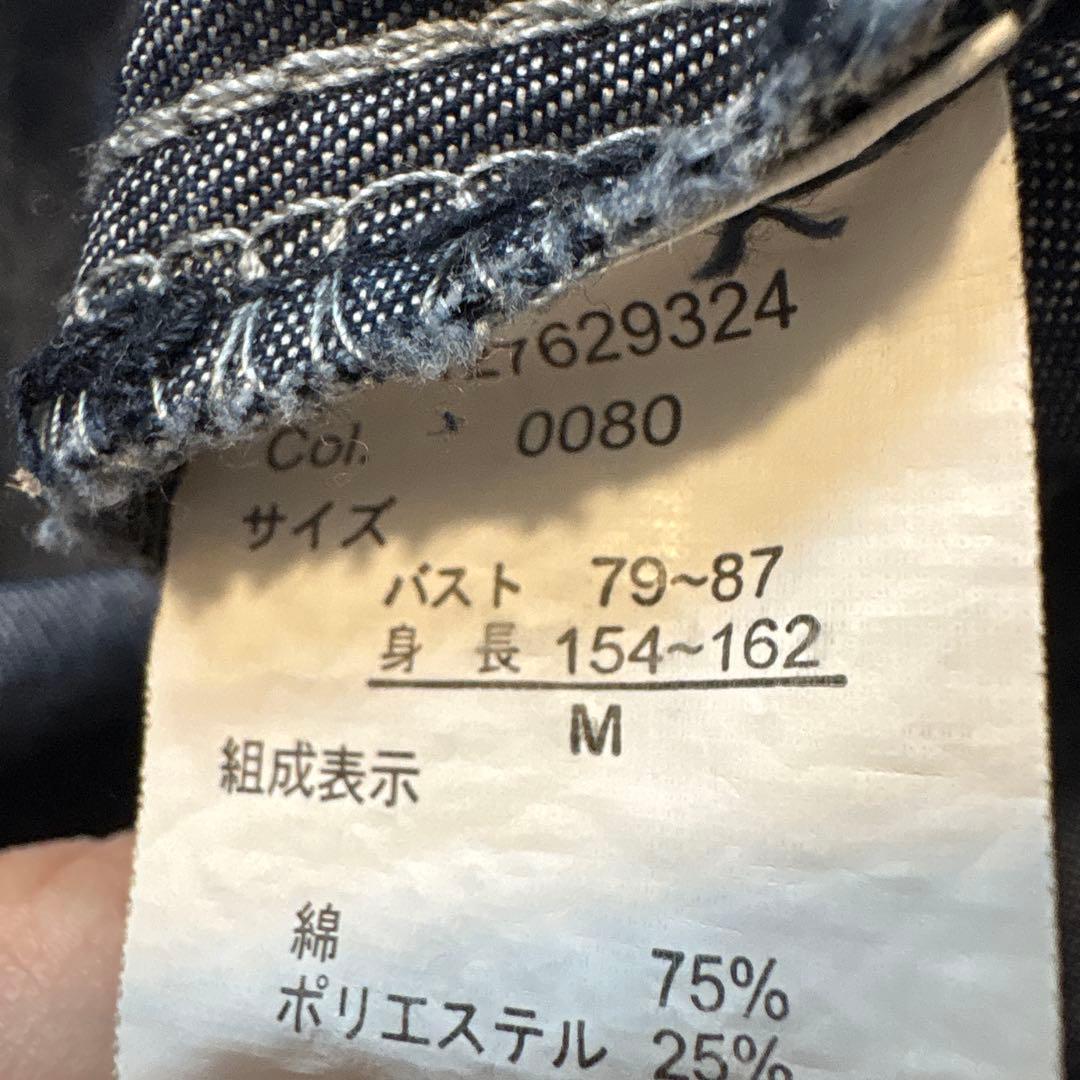 7629324
Col. 0080
サイズ
バスト 79~87
身 長 154~162
M
組成表示
綿 75%
ポリエステル 25%